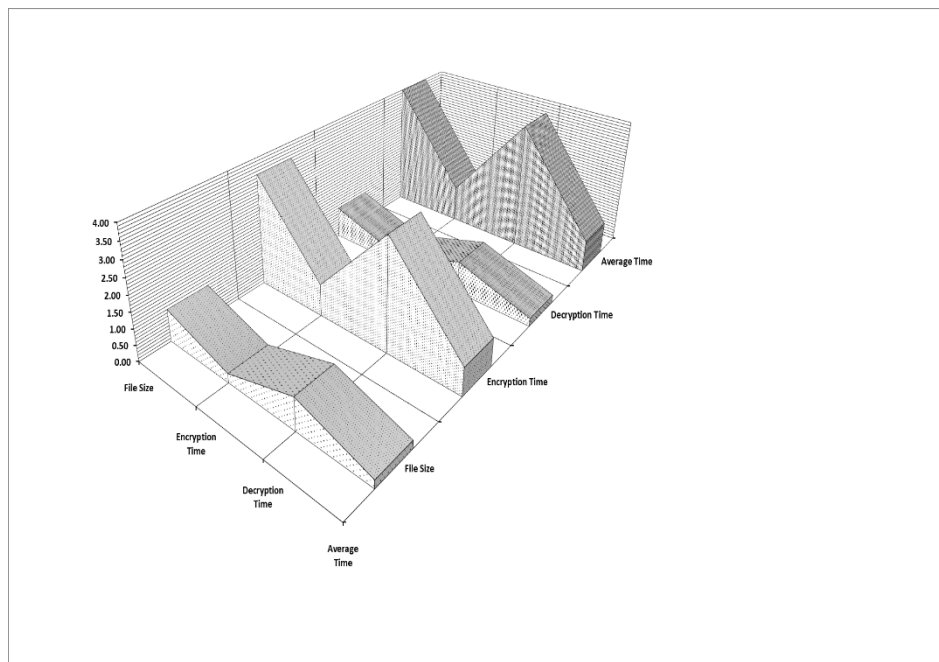 4.00
3.50
3.00
2.50
2.00
1.50
1.00
0.50
0.00
File Size
Encryption
Time
Decryption
Time
Average
Time
File Size
Encryption Time
Decryption Time
Average Time